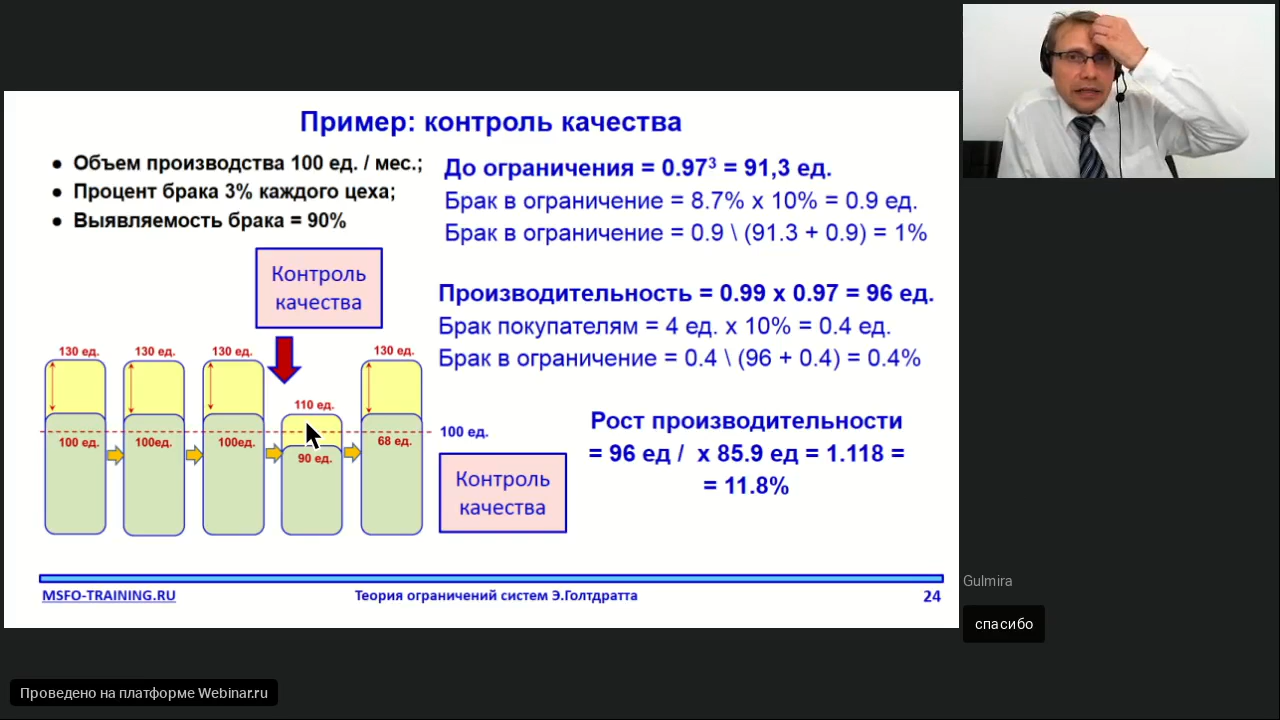 Пример: контроль качества
● Объем производства 100 ед. / мес.;
● Процент брака 3% каждого цеха;
● Выявляемость брака = 90%
До ограничения = 0.97³ = 91,3 ед.
Брак в ограничение = 8.7% x 10% = 0.9 ед.
Брак в ограничение = 0.9 \ (91.3 + 0.9) = 1%
Контроль
качества
Производительность = 0.99 x 0.97 = 96 ед.
Брак покупателям = 4 ед. x 10% = 0.4 ед.
Брак в ограничение = 0.4 \ (96 + 0.4) = 0.4%
130 ед.
130 ед.
130 ед.
130 ед.
110 ед.
100 ед.
100ед.
100ед.
90 ед.
68 ед.
100 ед.
Контроль
качества
Рост производительности
= 96 ед / x 85.9 ед = 1.118 =
= 11.8%
MSFO-TRAINING.RU
Теория ограничений систем Э.Голтдратта
24
Gulmira
спасибо
Проведено на платформе Webinar.ru